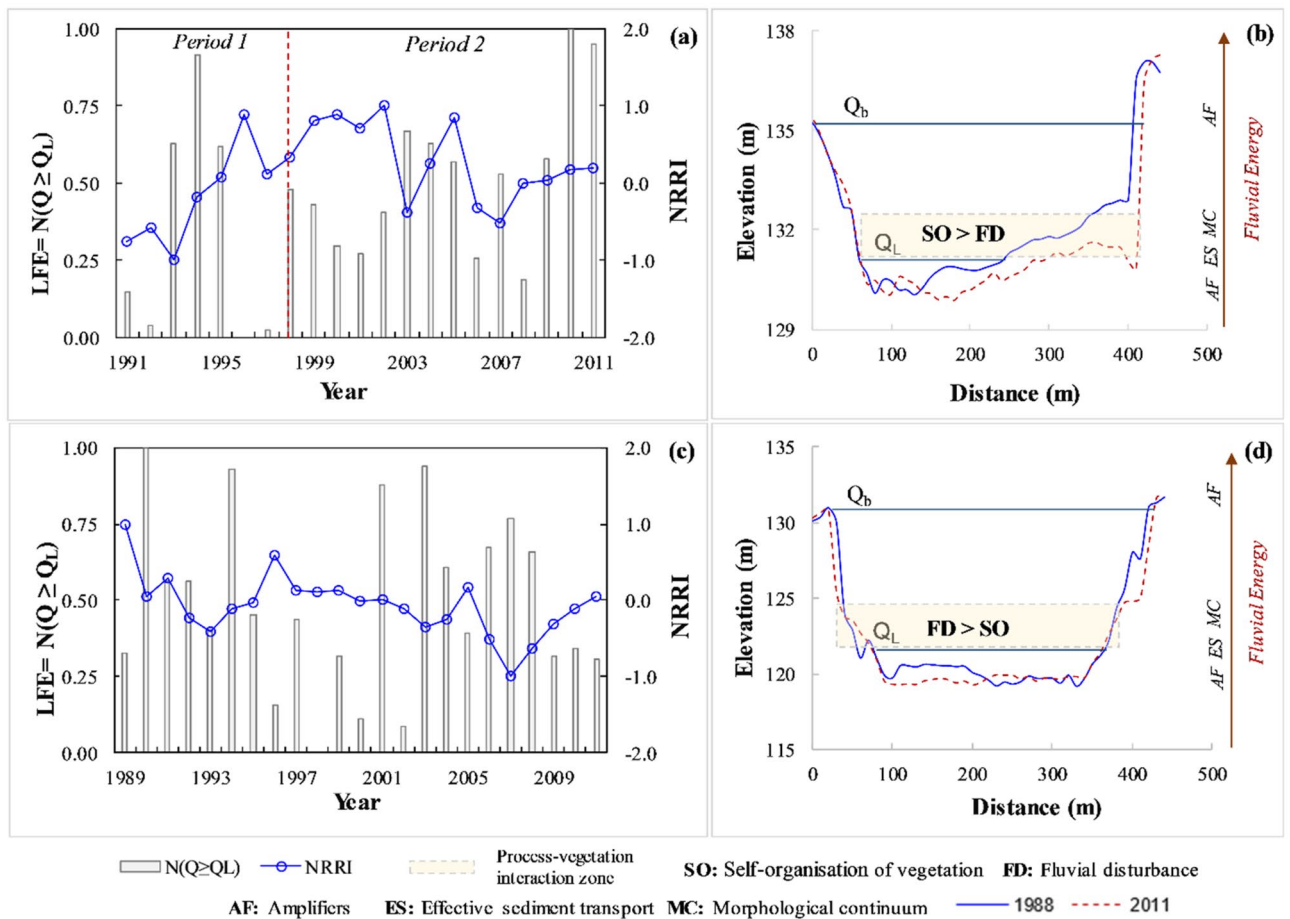 (a)
Period 1
Period 2
LFE= N(Q ≥ QL)
1.00
0.75
0.50
0.25
0.00
2.0
1.0
0.0
-1.0
-2.0
NRRI
1991 1995 1999 2003 2007 2011
Year
(b)
Elevation (m)
135
132
129
Qb
QL
SO > FD
AF ES MC AF
Fluvial Energy
0 100 200 300 400 500
Distance (m)
(c)
LFE= N(Q ≥ QL)
1.00
0.75
0.50
0.25
0.00
2.0
1.0
0.0
-1.0
-2.0
NRRI
1989 1993 1997 2001 2005 2009
Year
(d)
Elevation (m)
135
130
125
120
115
Qb
QL
FD > SO
AF ES MC AF
Fluvial Energy
0 100 200 300 400 500
Distance (m)
N(Q≥QL) NRRI Process-vegetation
interaction zone
SO: Self-organisation of vegetation FD: Fluvial disturbance
AF: Amplifiers ES: Effective sediment transport MC: Morphological continuum 1988 2011